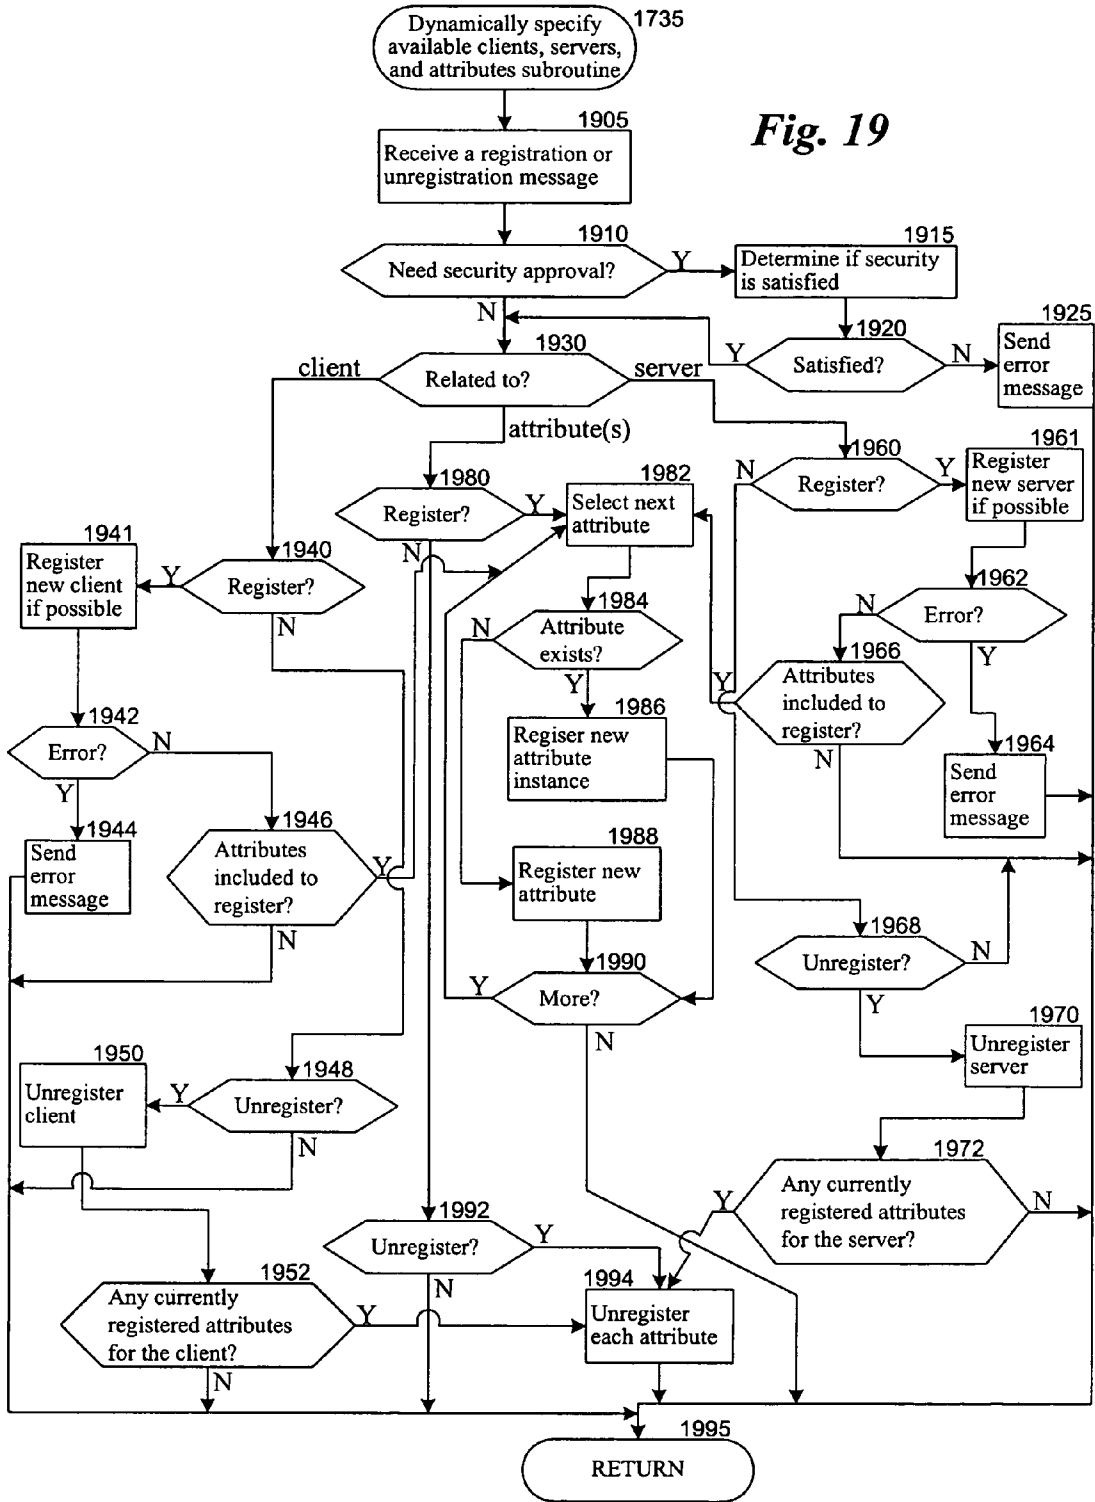 Dynamically specify
available clients, servers,
and attributes subroutine
1735
Fig. 19
1905
Receive a registration or
unregistration message
1910
Need security approval?
Y
N
1915
Determine if security
is satisfied
1920
Satisfied?
Y
N
1925
Send
error
message
1930
Related to?
client
server
attribute(s)
1960
Register?
N
Y
1961
Register
new server
if possible
1980
Register?
Y
N
1982
Select next
attribute
1941
Register
new client
if possible
1940
Register?
Y
N
1984
Attribute
exists?
N
Y
1962
Error?
N
Y
1966
Attributes
included to
register?
Y
N
1986
Regiser new
attribute
instance
1942
Error?
N
Y
1964
Send
error
message
1944
Send
error
message
1946
Attributes
included to
register?
Y
N
1988
Register new
attribute
1968
Unregister?
N
Y
1990
More?
Y
N
1970
Unregister
server
1950
Unregister
client
1948
Unregister?
Y
N
1972
Any currently
registered attributes
for the server?
Y
N
1992
Unregister?
Y
N
1952
Any currently
registered attributes
for the client?
Y
N
1994
Unregister
each attribute
1995
RETURN